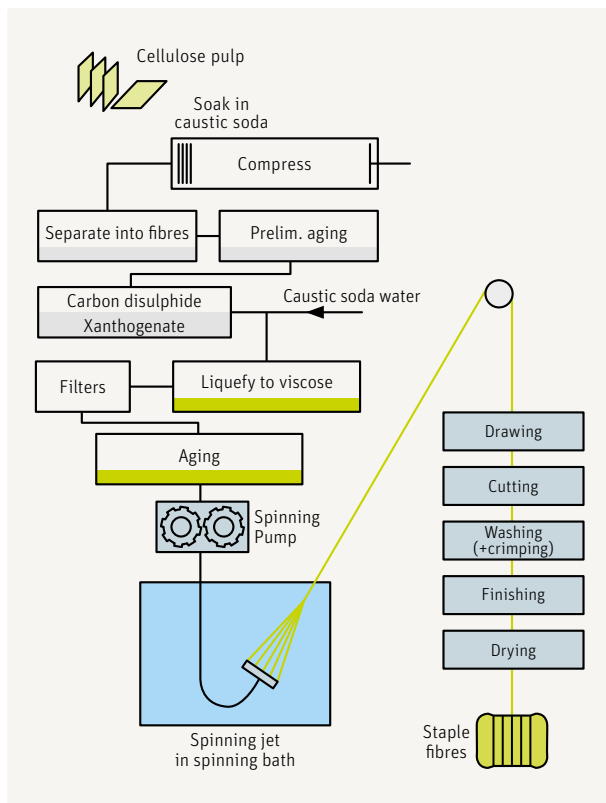 Cellulose pulp
Soak in
caustic soda
Compress
Separate into fibres
Prelim. aging
Carbon disulphide
Xanthogenate
Caustic soda water
Filters
Liquefy to viscose
Aging
Spinning
Pump
Spinning jet
in spinning bath
Drawing
Cutting
Washing
(+crimping)
Finishing
Drying
Staple
fibres